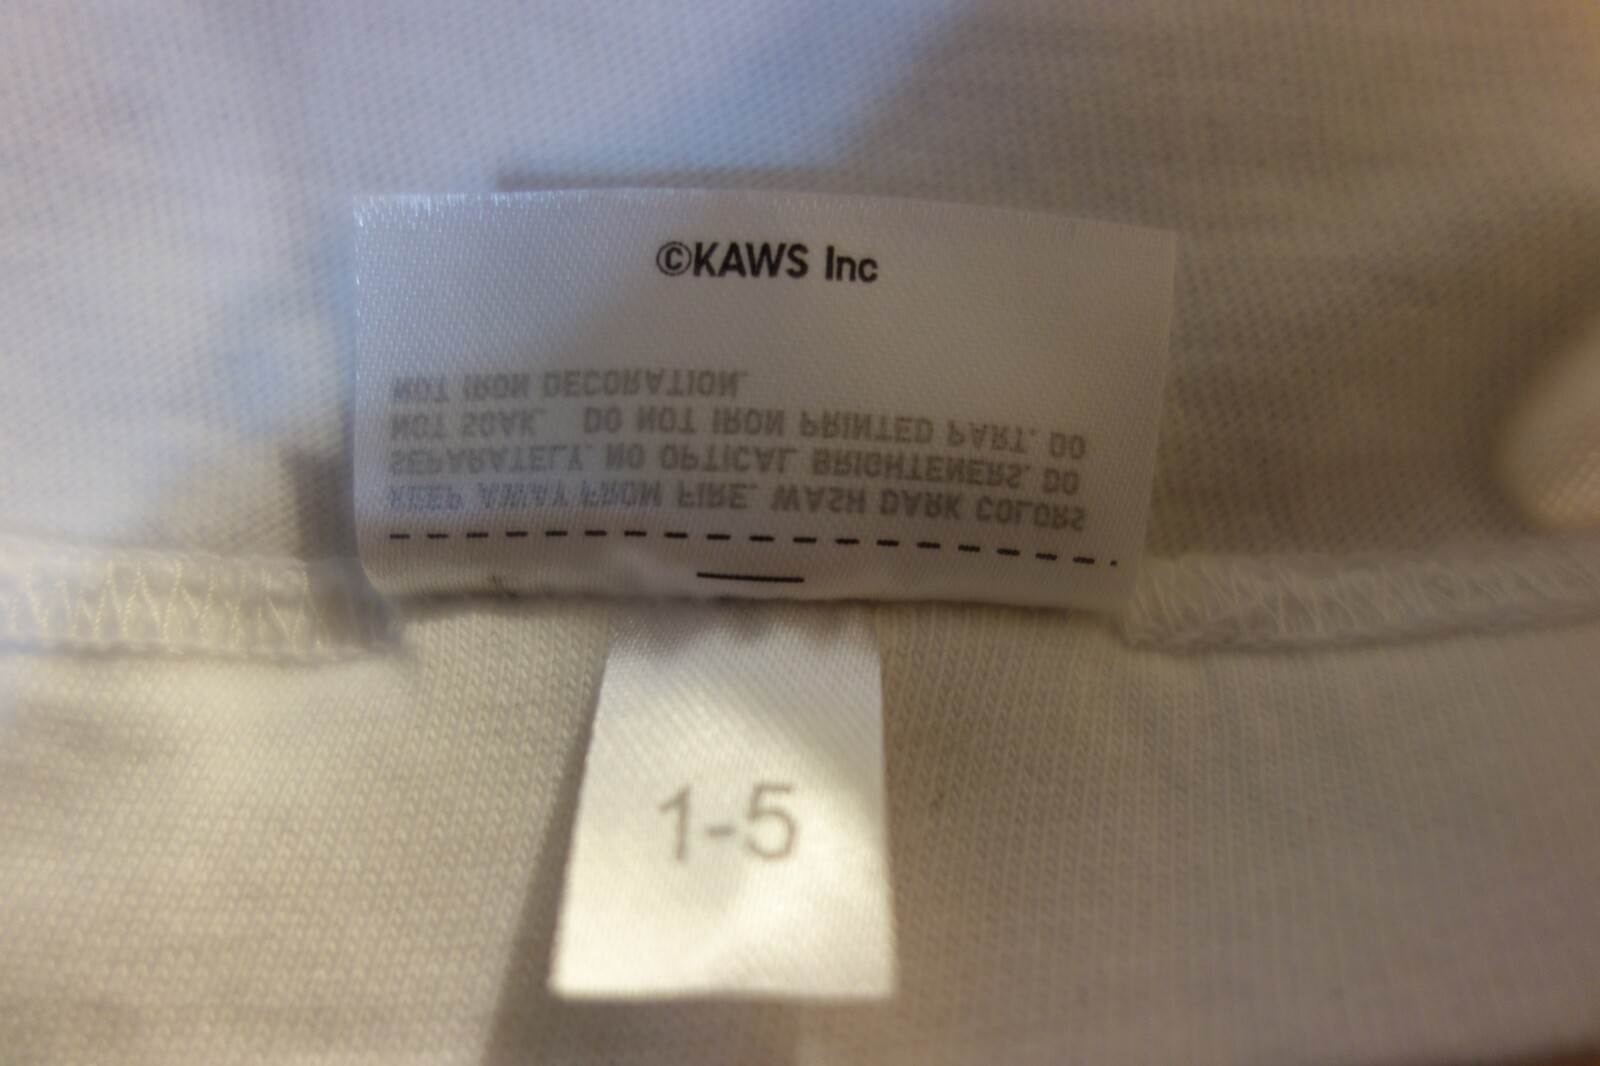 ©KAWS Inc
KEEP AWAY FROM FIRE. WASH DARK COLORS
SEPARATELY. NO OPTICAL BRIGHTENERS. DO
NOT SOAK. DO NOT IRON PRINTED PART. DO
NOT IRON DECORATION.
1-5